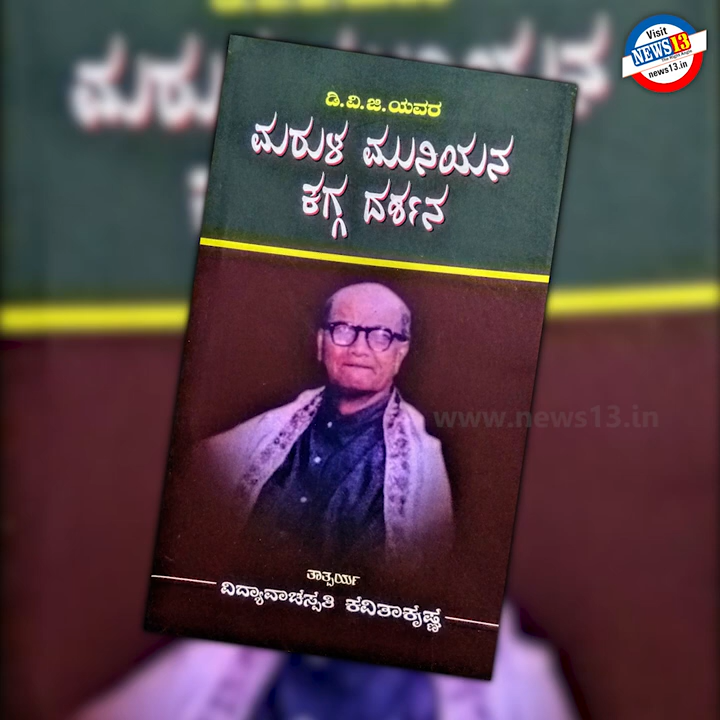 Visit
NEWS13
news13.in
ಡಿ.ವಿ.ಜಿ.ಯವರ
ಮರುಳ ಮುನಿಯನ
ಕಗ್ಗ ದರ್ಶನ
www.news13.in
ತಾತ್ಪರ್ಯ
ವಿದ್ಯಾವಾಚಸ್ಪತಿ ಕವಿತಾಕೃಷ್ಣ